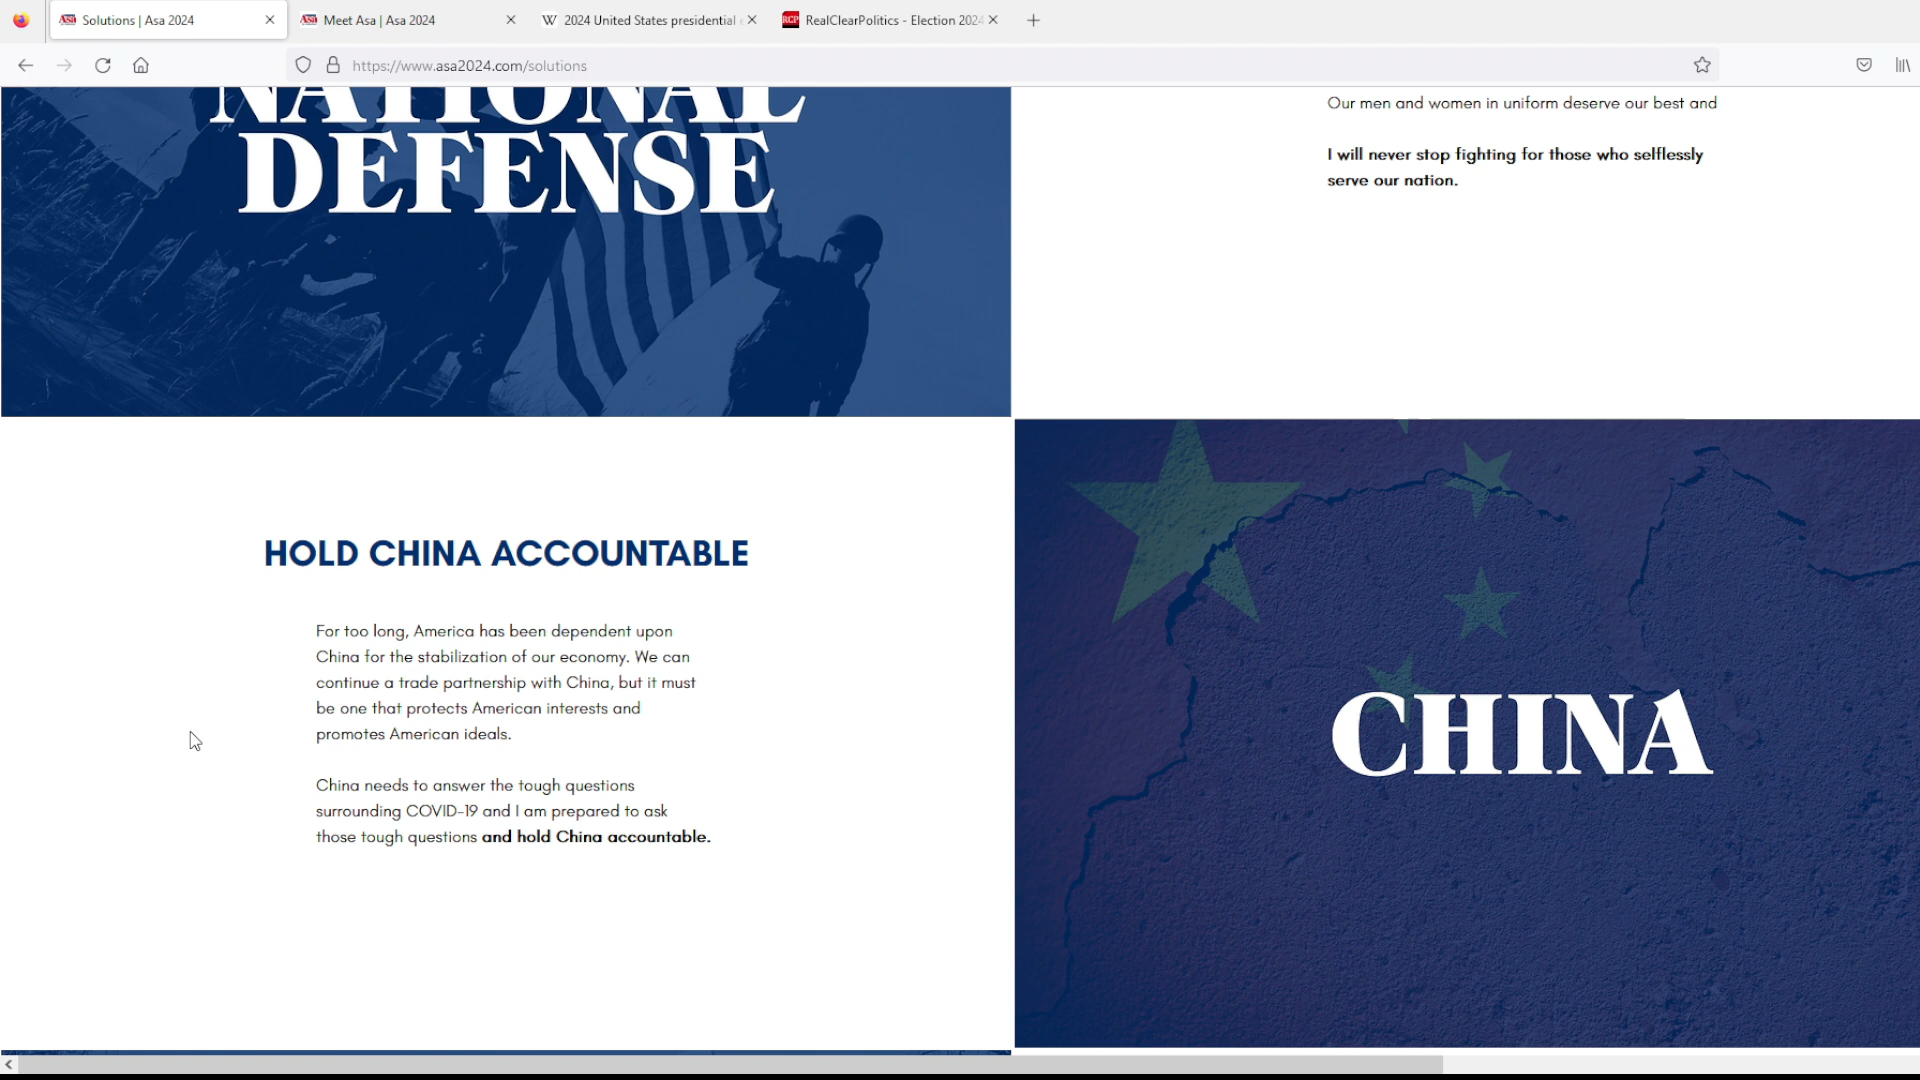 Solutions | Asa 2024
Meet Asa | Asa 2024
W 2024 United States presidential
RCP RealClearPolitics - Election 2024
https://www.asa2024.com/solutions
NATIONAL
DEFENSE
Our men and women in uniform deserve our best and
I will never stop fighting for those who selflessly
serve our nation.
HOLD CHINA ACCOUNTABLE
For too long, America has been dependent upon
China for the stabilization of our economy. We can
continue a trade partnership with China, but it must
be one that protects American interests and
promotes American ideals.
China needs to answer the tough questions
surrounding COVID-19 and I am prepared to ask
those tough questions and hold China accountable.
CHINA